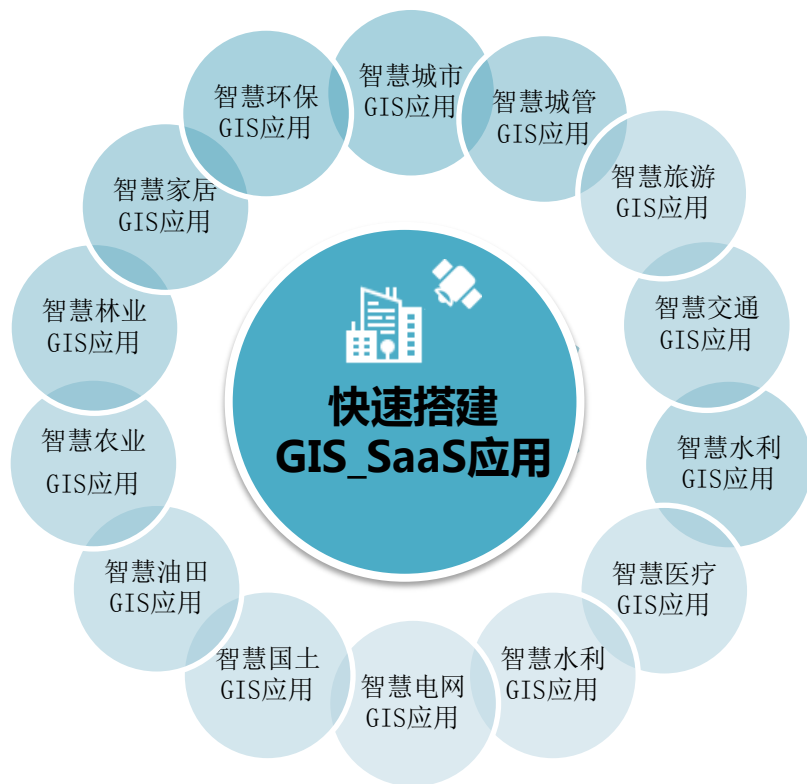 智慧城市
GIS应用
智慧城管
GIS应用
智慧旅游
GIS应用
智慧交通
GIS应用
智慧水利
GIS应用
智慧医疗
GIS应用
智慧水利
GIS应用
智慧电网
GIS应用
智慧国土
GIS应用
智慧油田
GIS应用
智慧农业
GIS应用
智慧林业
GIS应用
智慧家居
GIS应用
智慧环保
GIS应用
快速搭建
GIS_SaaS应用